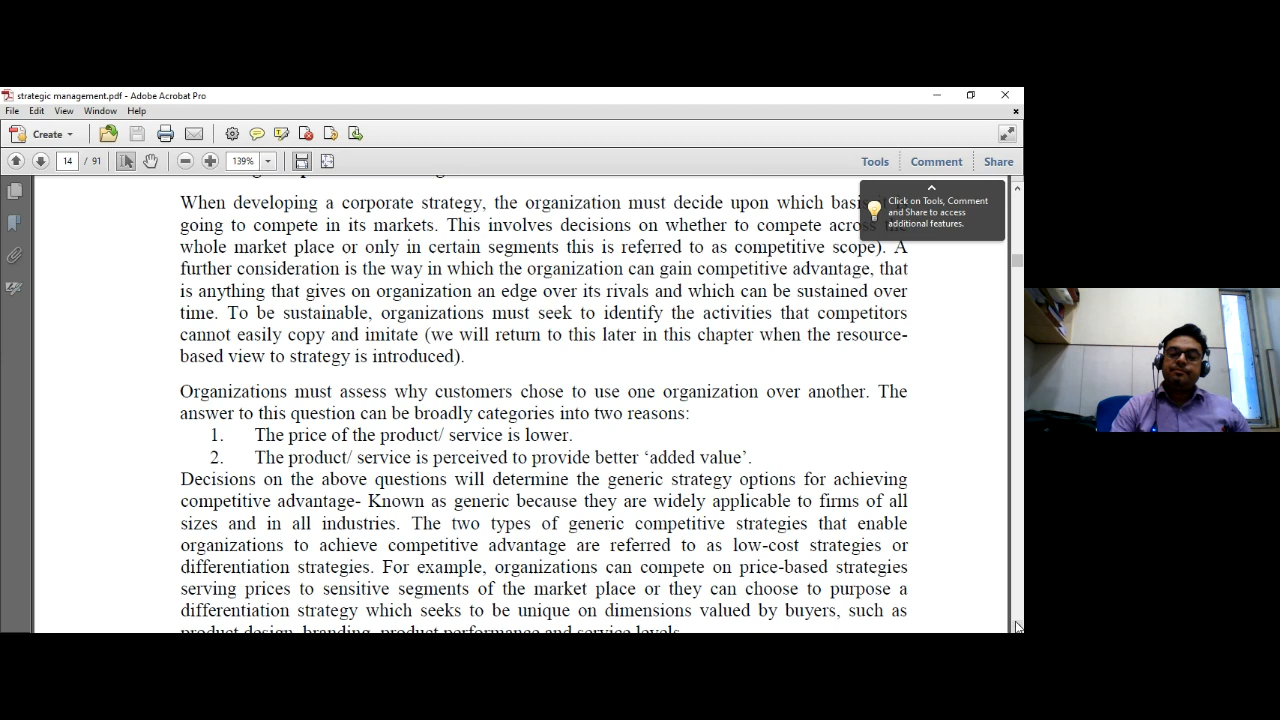 strategic management.pdf - Adobe Acrobat Pro
File Edit View Window Help
Create
14 / 91 139% Tools Comment Share
Click on Tools, Comment
and Share to access
additional features.
When developing a corporate strategy, the organization must decide upon which basis
going to compete in its markets. This involves decisions on whether to compete across the
whole market place or only in certain segments this is referred to as competitive scope). A
further consideration is the way in which the organization can gain competitive advantage, that
is anything that gives on organization an edge over its rivals and which can be sustained over
time. To be sustainable, organizations must seek to identify the activities that competitors
cannot easily copy and imitate (we will return to this later in this chapter when the resource-
based view to strategy is introduced).
Organizations must assess why customers chose to use one organization over another. The
answer to this question can be broadly categories into two reasons:
1. The price of the product/ service is lower.
2. The product/ service is perceived to provide better ‘added value’.
Decisions on the above questions will determine the generic strategy options for achieving
competitive advantage- Known as generic because they are widely applicable to firms of all
sizes and in all industries. The two types of generic competitive strategies that enable
organizations to achieve competitive advantage are referred to as low-cost strategies or
differentiation strategies. For example, organizations can compete on price-based strategies
serving prices to sensitive segments of the market place or they can choose to purpose a
differentiation strategy which seeks to be unique on dimensions valued by buyers, such as
product design, branding, product performance and service levels.